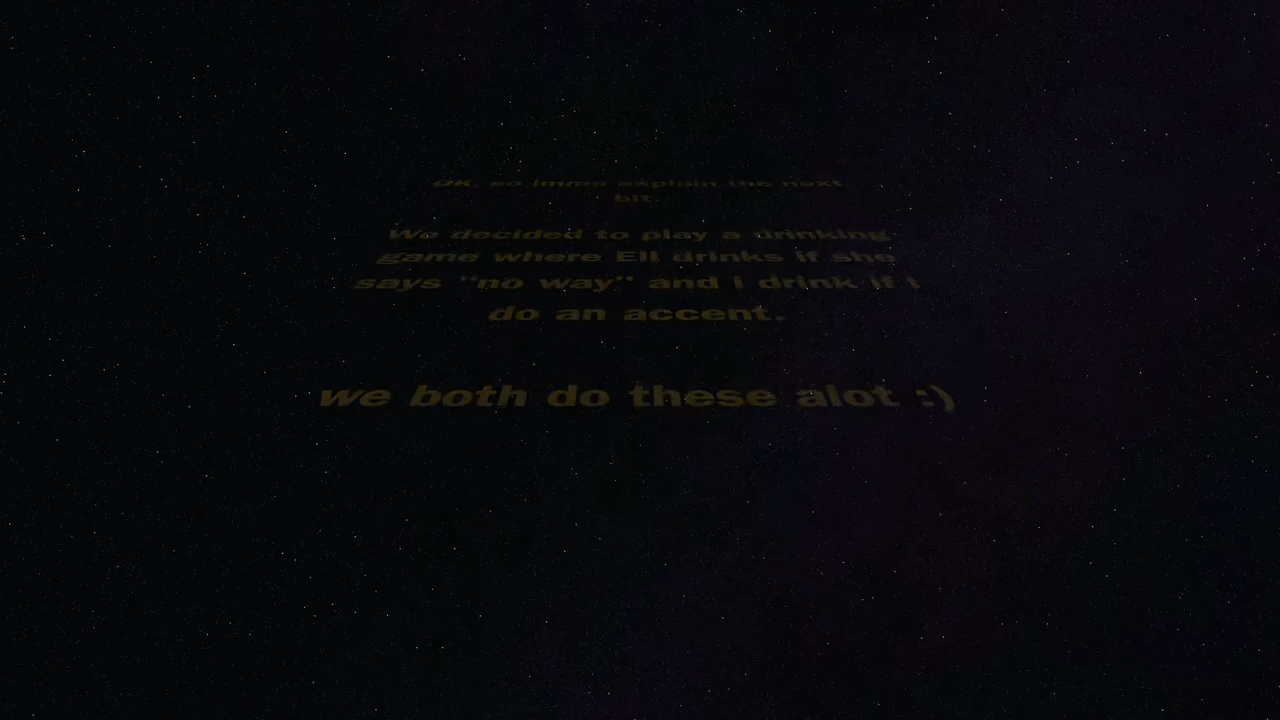 OK, so imma explain the next
bit.
We decided to play a drinking
game where Ell drinks if she
says "no way" and i drink if i
do an accent.
we both do these alot :)